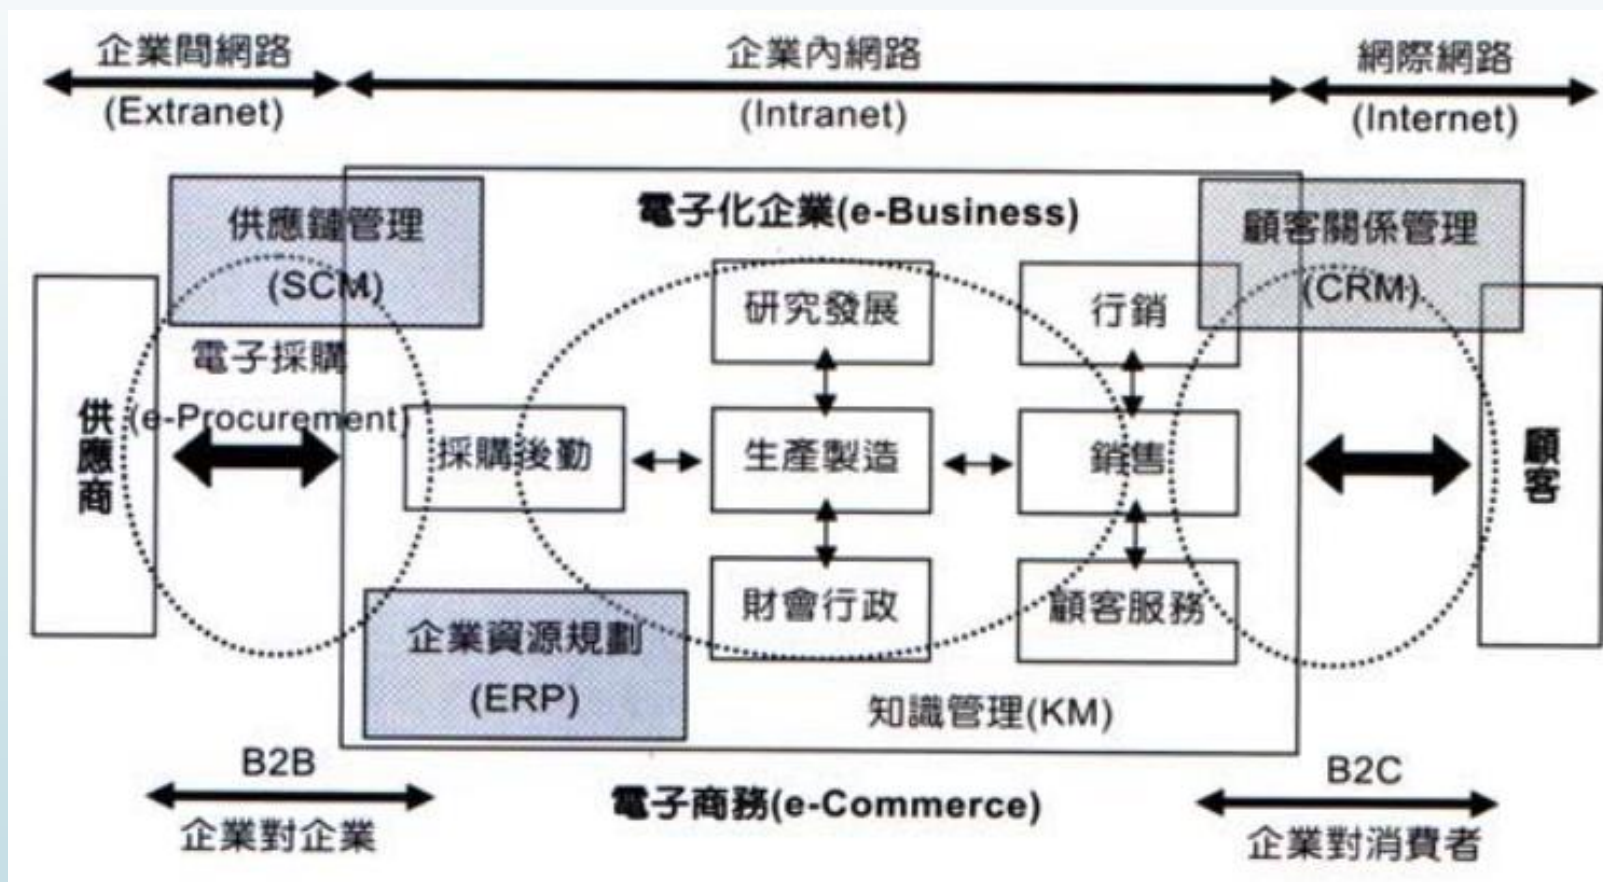 企業間網路
(Extranet)
企業內網路
(Intranet)
網際網路
(Internet)
供應鏈管理
(SCM)
電子化企業(e-Business)
顧客關係管理
(CRM)
研究發展
行銷
電子採購
(e-Procurement)
供應商
採購後勤
生產製造
銷售
顧客
財會行政
顧客服務
企業資源規劃
(ERP)
知識管理(KM)
B2B
企業對企業
電子商務(e-Commerce)
B2C
企業對消費者